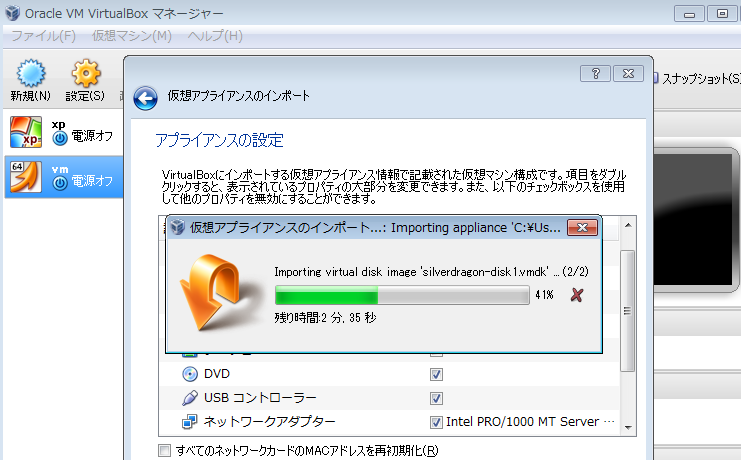 Oracle VM VirtualBox マネージャー
ファイル(F) 仮想マシン(M) ヘルプ(H)
新規(N) 設定(S)
スナップショット(S)
xp
電源オフ
64
vm
電源オフ
仮想アプライアンスのインポート
アプライアンスの設定
VirtualBoxにインポートする仮想アプライアンス情報で記載された仮想マシン構成です。項目をダブル
クリックすると、表示されているプロパティの大部分を変更できます。また、以下のチェックボックスを使用
して他のプロパティを無効にすることができます。
仮想アプライアンスのインポート...: Importing appliance 'C:¥Us...
Importing virtual disk image 'silverdragon-disk1.vmdk' ... (2/2)
41%
残り時間:2 分, 35 秒
DVD
USB コントローラー
ネットワークアダプター Intel PRO/1000 MT Server ...
すべてのネットワークカードのMACアドレスを再初期化(R)